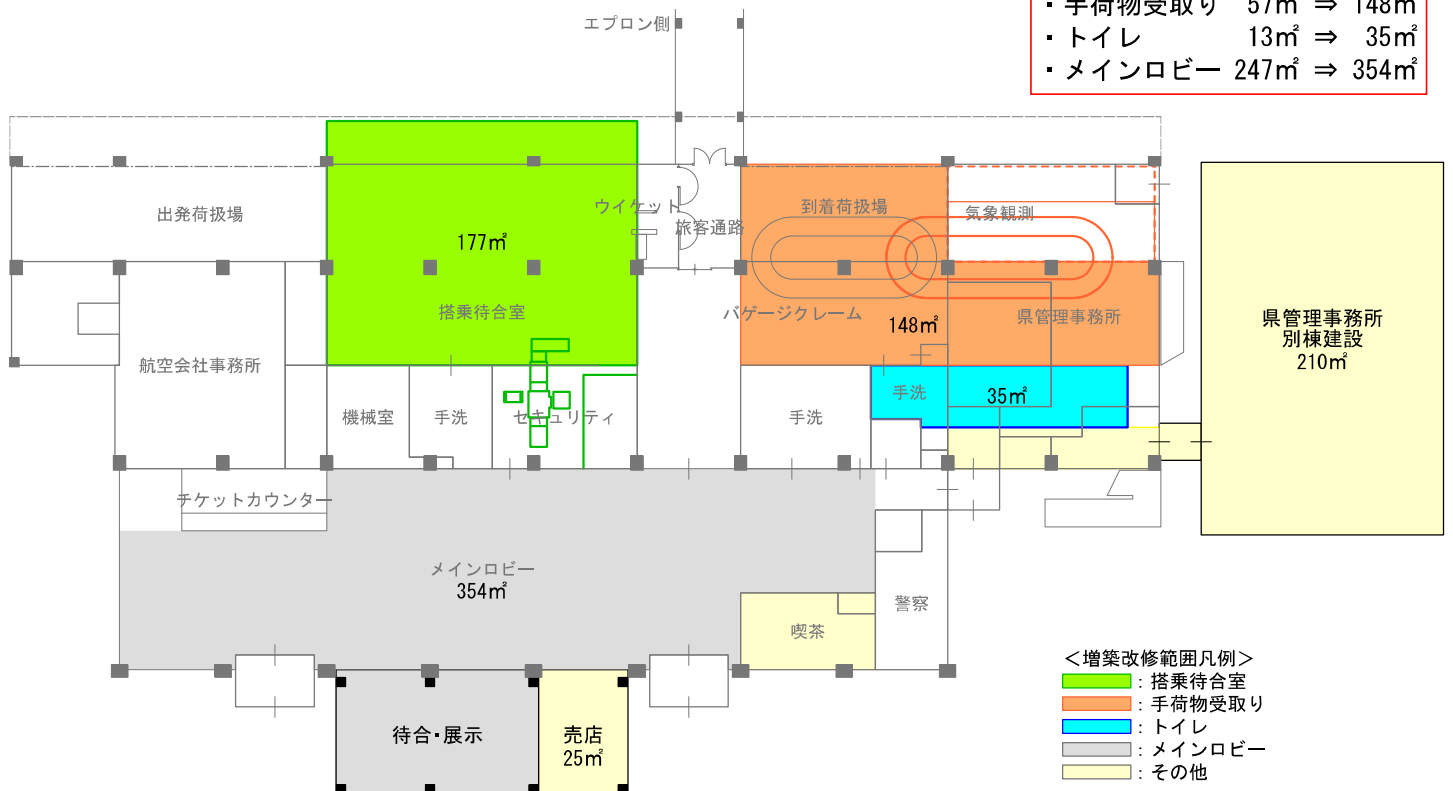 エプロン側
・手荷物受取り 57㎡ ⇒ 148㎡
・トイレ 13㎡ ⇒ 35㎡
・メインロビー 247㎡ ⇒ 354㎡
出発荷扱場
177㎡
ウイケット
旅客通路
到着荷扱場
気象観測
搭乗待合室
バゲージクレーム
148㎡
県管理事務所
県管理事務所
別棟建設
210㎡
航空会社事務所
機械室
手洗
セキュリティ
手洗
手洗
35㎡
チケットカウンター
メインロビー
354㎡
喫茶
警察
待合・展示
売店
25㎡
＜増築改修範囲凡例＞
：搭乗待合室
：手荷物受取り
：トイレ
：メインロビー
：その他